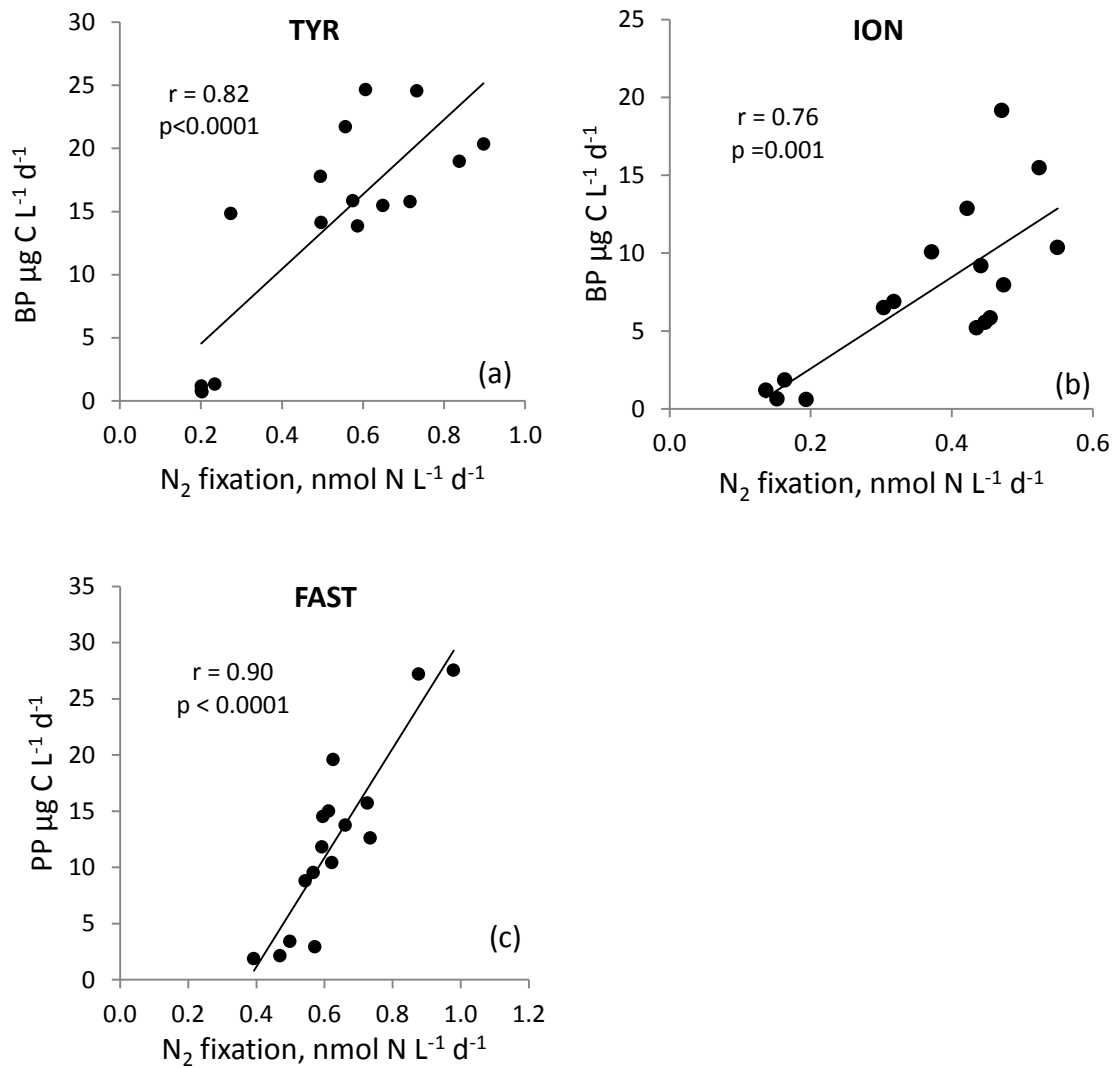 TYR
r = 0.82
p<0.0001
BP µg C L⁻¹ d⁻¹
30
25
20
15
10
5
0
(a)
0.0 0.2 0.4 0.6 0.8 1.0
N₂ fixation, nmol N L⁻¹ d⁻¹
ION
r = 0.76
p =0.001
BP µg C L⁻¹ d⁻¹
25
20
15
10
5
0
(b)
0.0 0.2 0.4 0.6
N₂ fixation, nmol N L⁻¹ d⁻¹
FAST
r = 0.90
p < 0.0001
PP µg C L⁻¹ d⁻¹
35
30
25
20
15
10
5
0
(c)
0.0 0.2 0.4 0.6 0.8 1.0 1.2
N₂ fixation, nmol N L⁻¹ d⁻¹